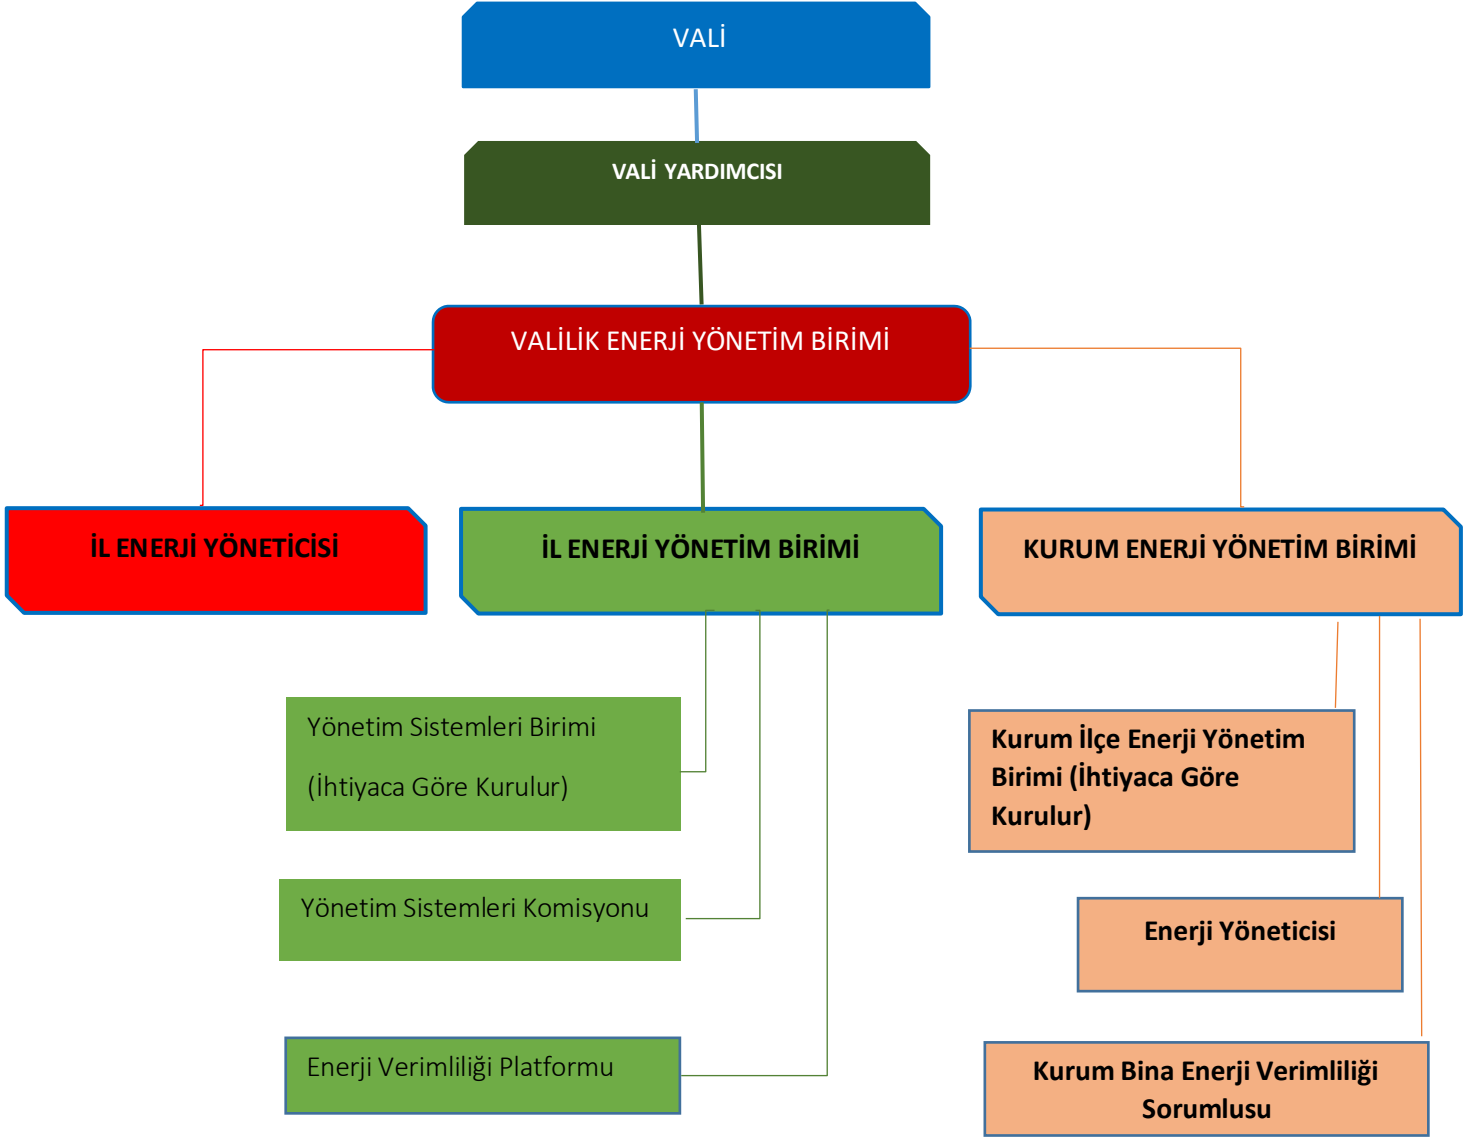 VALİ
VALİ YARDIMCISI
VALİLİK ENERJİ YÖNETİM BİRİMİ
İL ENERJİ YÖNETİCİSİ
İL ENERJİ YÖNETİM BİRİMİ
KURUM ENERJİ YÖNETİM BİRİMİ
Yönetim Sistemleri Birimi
(İhtiyaca Göre Kurulur)
Yönetim Sistemleri Komisyonu
Enerji Verimliliği Platformu
Kurum İlçe Enerji Yönetim
Birimi (İhtiyaca Göre
Kurulur)
Enerji Yöneticisi
Kurum Bina Enerji Verimliliği
Sorumlusu